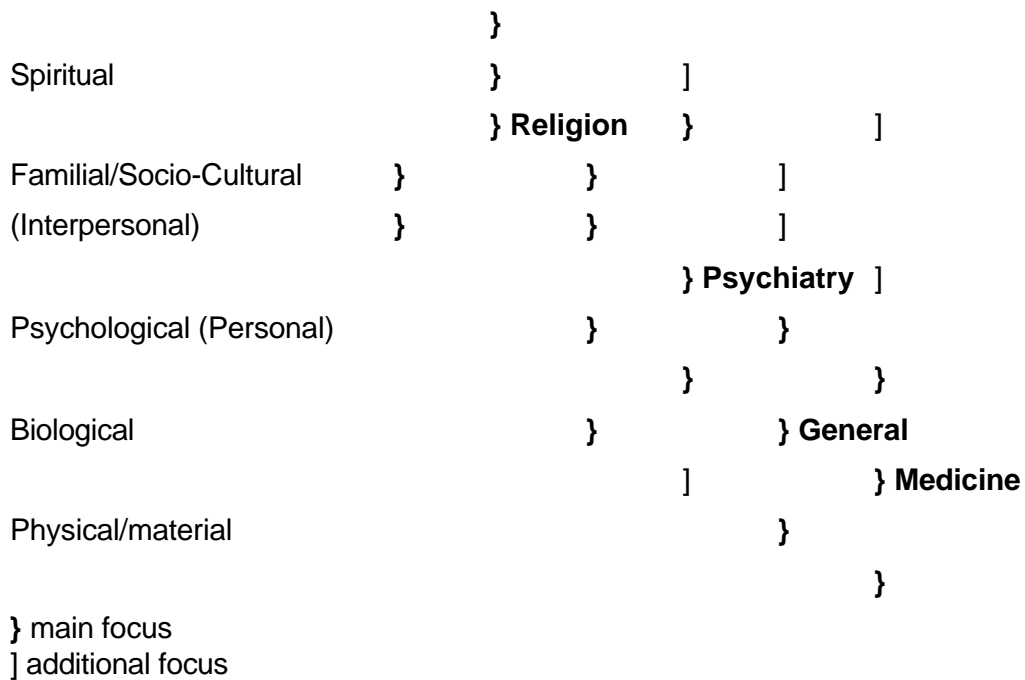 }
Spiritual } ]
} Religion } ]
Familial/Socio-Cultural } } ]
(Interpersonal) } } ]
} Psychiatry ]
Psychological (Personal) } }
} }
Biological } } General
] } Medicine
Physical/material }
}
} main focus
] additional focus